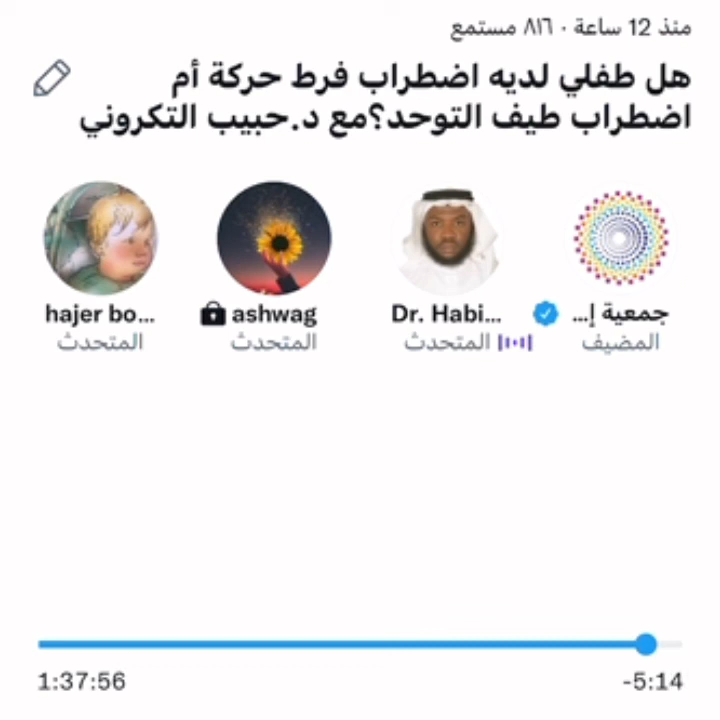 منذ 12 ساعة · ٨١٦ مستمع
هل طفلي لديه اضطراب فرط حركة أم
اضطراب طيف التوحد؟مع د.حبيب التكروني
جمعية إ...
المضيف
Dr. Habi...
المتحدث
ashwag
المتحدث
hajer bo...
المتحدث
1:37:56
-5:14